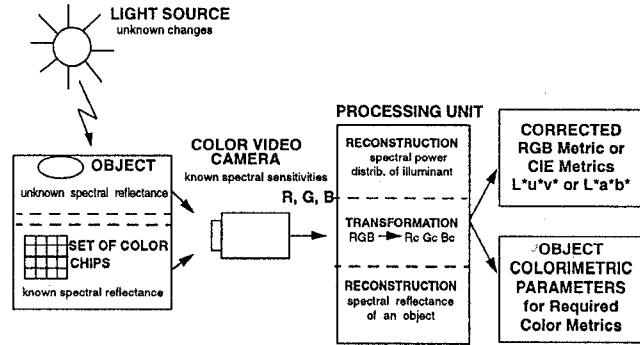 LIGHT SOURCE
unknown changes
OBJECT
unknown spectral reflectance
SET OF COLOR
CHIPS
known spectral reflectance
COLOR VIDEO
CAMERA
known spectral sensitivities
R, G, B
PROCESSING UNIT
RECONSTRUCTION
spectral power
distrib. of illuminant
TRANSFORMATION
RGB Rc Gc Bc
RECONSTRUCTION
spectral reflectance
of an object
CORRECTED
RGB Metric or
CIE Metrics
L*u*v* or L*a*b*
OBJECT
COLORIMETRIC
PARAMETERS
for Required
Color Metrics